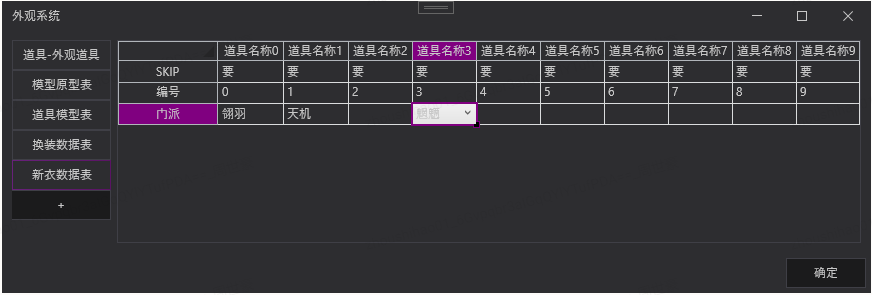 外观系统
道具-外观道具
模型原型表
道具模型表
换装数据表
新衣数据表
+
道具名称0 道具名称1 道具名称2 道具名称3 道具名称4 道具名称5 道具名称6 道具名称7 道具名称8 道具名称9
SKIP 要 要 要 要 要 要 要 要 要 要
编号 0 1 2 3 4 5 6 7 8 9
门派 翎羽 天机 魍魉
确定